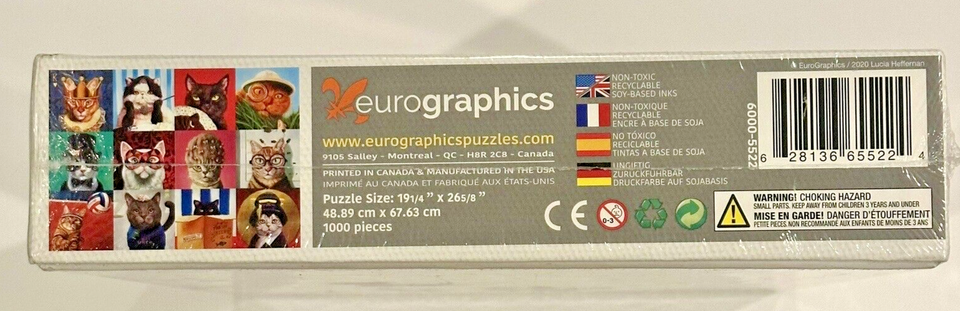 © EuroGraphics / 2020 Lucia Heffernan
eurographics
www.eurographicspuzzles.com
9105 Salley - Montreal - QC - H8R 2C8 - Canada
PRINTED IN CANADA & MANUFACTURED IN THE USA
IMPRIMÉ AU CANADA ET FABRIQUÉ AUX ÉTATS-UNIS
Puzzle Size: 19 1/4 " x 26 5/8 "
48.89 cm x 67.63 cm
1000 pieces
NON-TOXIC
RECYCLABLE
SOY-BASED INKS
NON-TOXIQUE
RECYCLABLE
ENCRE À BASE DE SOJA
NO TÓXICO
RECICLABLE
TINTAS A BASE DE SOJA
UNGIFTIG
ZURÜCKFÜHRBAR
DRUCKFARBE AUF SOJABASIS
CE
0-3
6000-5522
6 28136 65522 4
WARNING! CHOKING HAZARD
SMALL PARTS. KEEP AWAY FROM CHILDREN 3 YEARS AND UNDER
MISE EN GARDE! DANGER D'ÉTOUFFEMENT
PETITE PIECES NON RECOMMANDÉ AUX ENFANTS DE MOINS DE 3 ANS